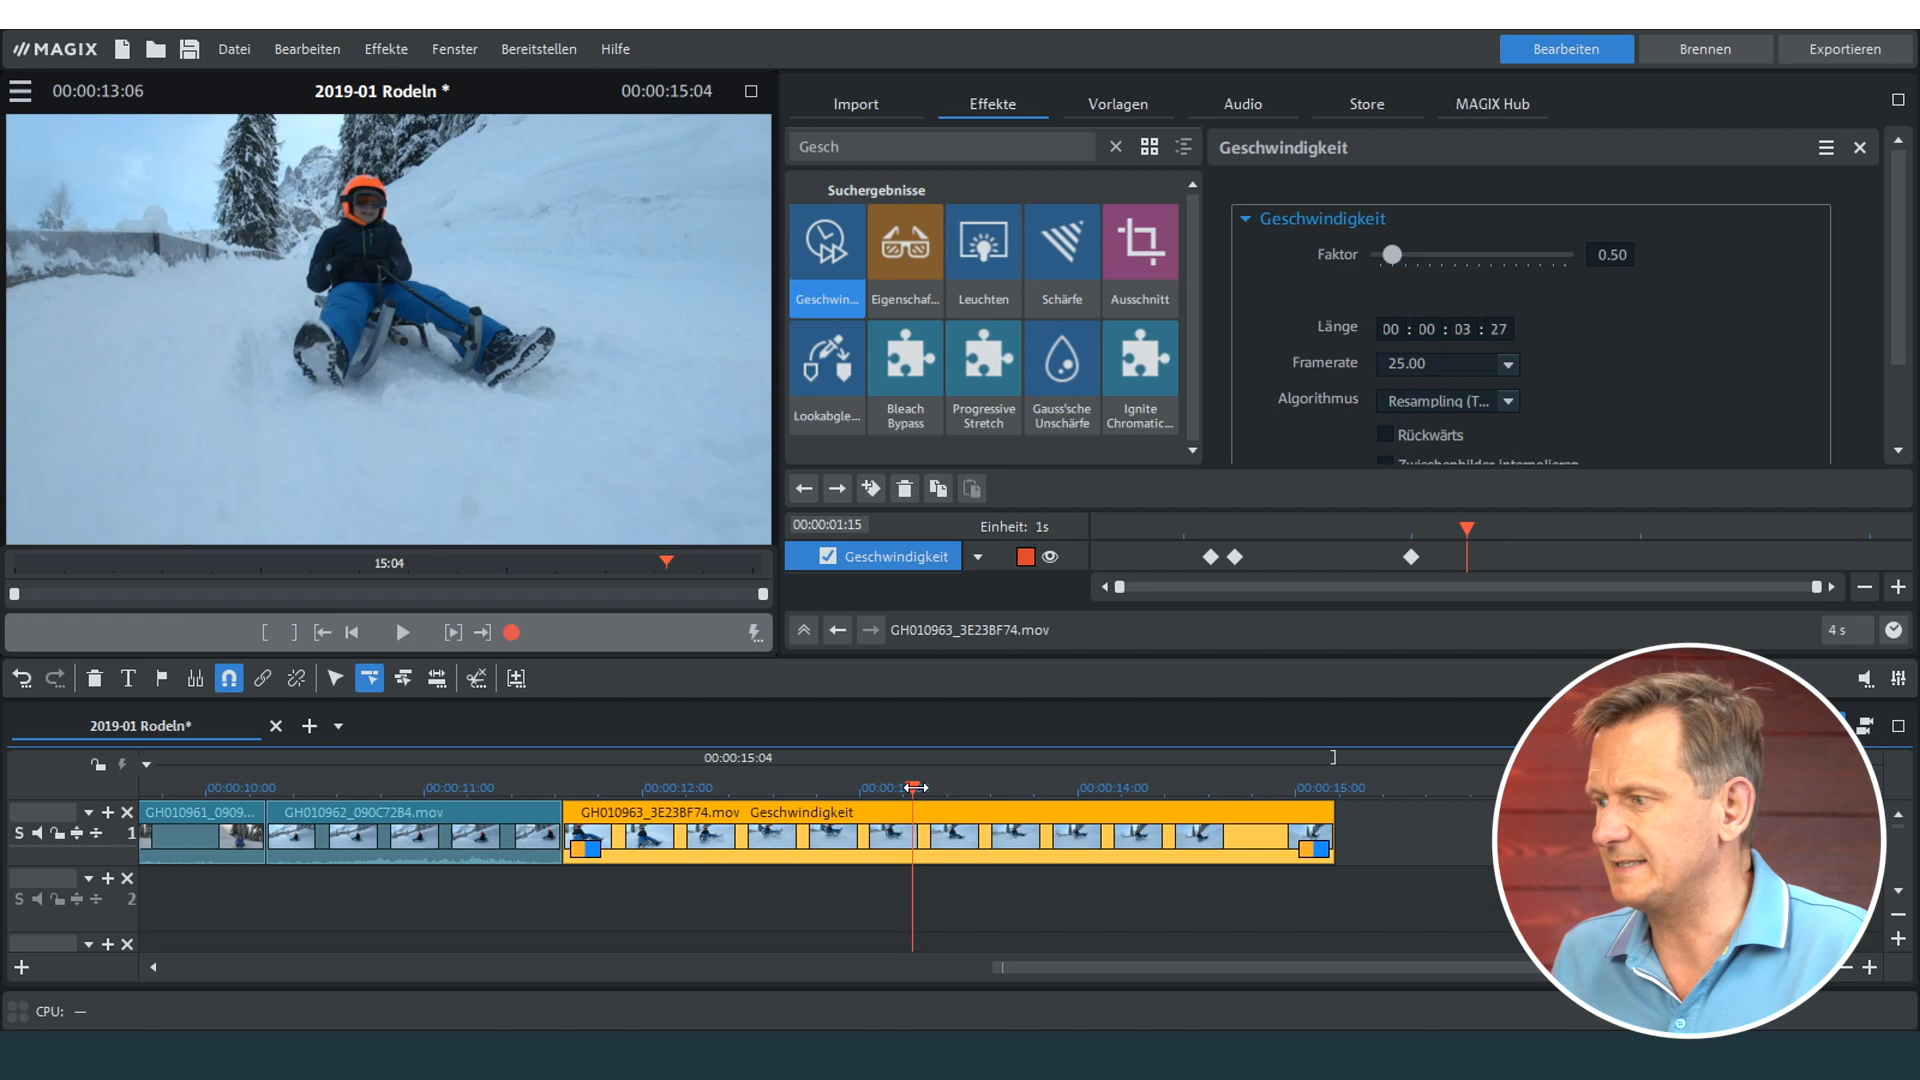 MAGIX Datei Bearbeiten Effekte Fenster Bereitstellen Hilfe
Bearbeiten Brennen Exportieren
00:00:13:06 2019-01 Rodeln * 00:00:15:04
Import Effekte Vorlagen Audio Store MAGIX Hub
Gesch
Geschwindigkeit
Suchergebnisse
Geschwin... Eigenschaf... Leuchten Schärfe Ausschnitt
Lookabgle... Bleach Bypass Progressive Stretch Gauss'sche Unschärfe Ignite Chromatic...
Geschwindigkeit
Faktor 0.50
Länge 00 : 00 : 03 : 27
Framerate 25.00
Algorithmus Resampling (T...
Rückwärts
Zwischenbilder interpolieren
00:00:01:15 Einheit: 1s
Geschwindigkeit
15:04
GH010963_3E23BF74.mov 4 s
2019-01 Rodeln*
00:00:15:04
00:00:10:00 00:00:11:00 00:00:12:00 00:00:14:00 00:00:15:00
GH010961_0909... GH010962_090C72B4.mov GH010963_3E23BF74.mov Geschwindigkeit
S 1
S 2
CPU: —